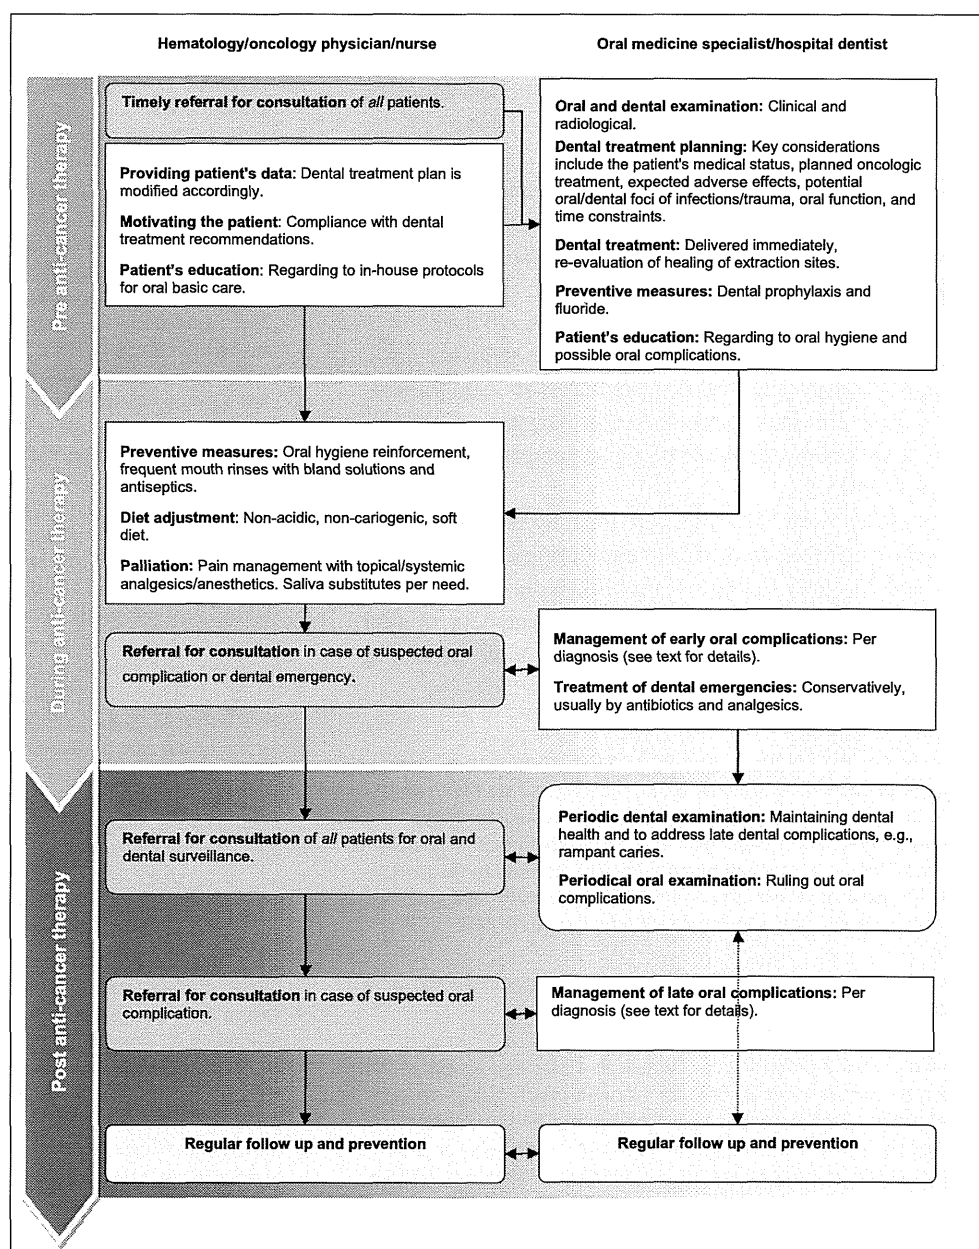 Hematology/oncology physician/nurse
Oral medicine specialist/hospital dentist
Pre anti-cancer therapy
Timely referral for consultation of all patients.
Providing patient's data: Dental treatment plan is
modified accordingly.
Motivating the patient: Compliance with dental
treatment recommendations.
Patient's education: Regarding to in-house protocols
for oral basic care.
Oral and dental examination: Clinical and
radiological.
Dental treatment planning: Key considerations
include the patient's medical status, planned oncologic
treatment, expected adverse effects, potential
oral/dental foci of infections/trauma, oral function, and
time constraints.
Dental treatment: Delivered immediately,
re-evaluation of healing of extraction sites.
Preventive measures: Dental prophylaxis and
fluoride.
Patient's education: Regarding to oral hygiene and
possible oral complications.
During anti-cancer therapy
Preventive measures: Oral hygiene reinforcement,
frequent mouth rinses with bland solutions and
antiseptics.
Diet adjustment: Non-acidic, non-cariogenic, soft
diet.
Palliation: Pain management with topical/systemic
analgesics/anesthetics. Saliva substitutes per need.
Referral for consultation in case of suspected oral
complication or dental emergency.
Management of early oral complications: Per
diagnosis (see text for details).
Treatment of dental emergencies: Conservatively,
usually by antibiotics and analgesics.
Post anti-cancer therapy
Referral for consultation of all patients for oral and
dental surveillance.
Periodic dental examination: Maintaining dental
health and to address late dental complications, e.g.,
rampant caries.
Periodical oral examination: Ruling out oral
complications.
Referral for consultation in case of suspected oral
complication.
Management of late oral complications: Per
diagnosis (see text for details).
Regular follow up and prevention
Regular follow up and prevention